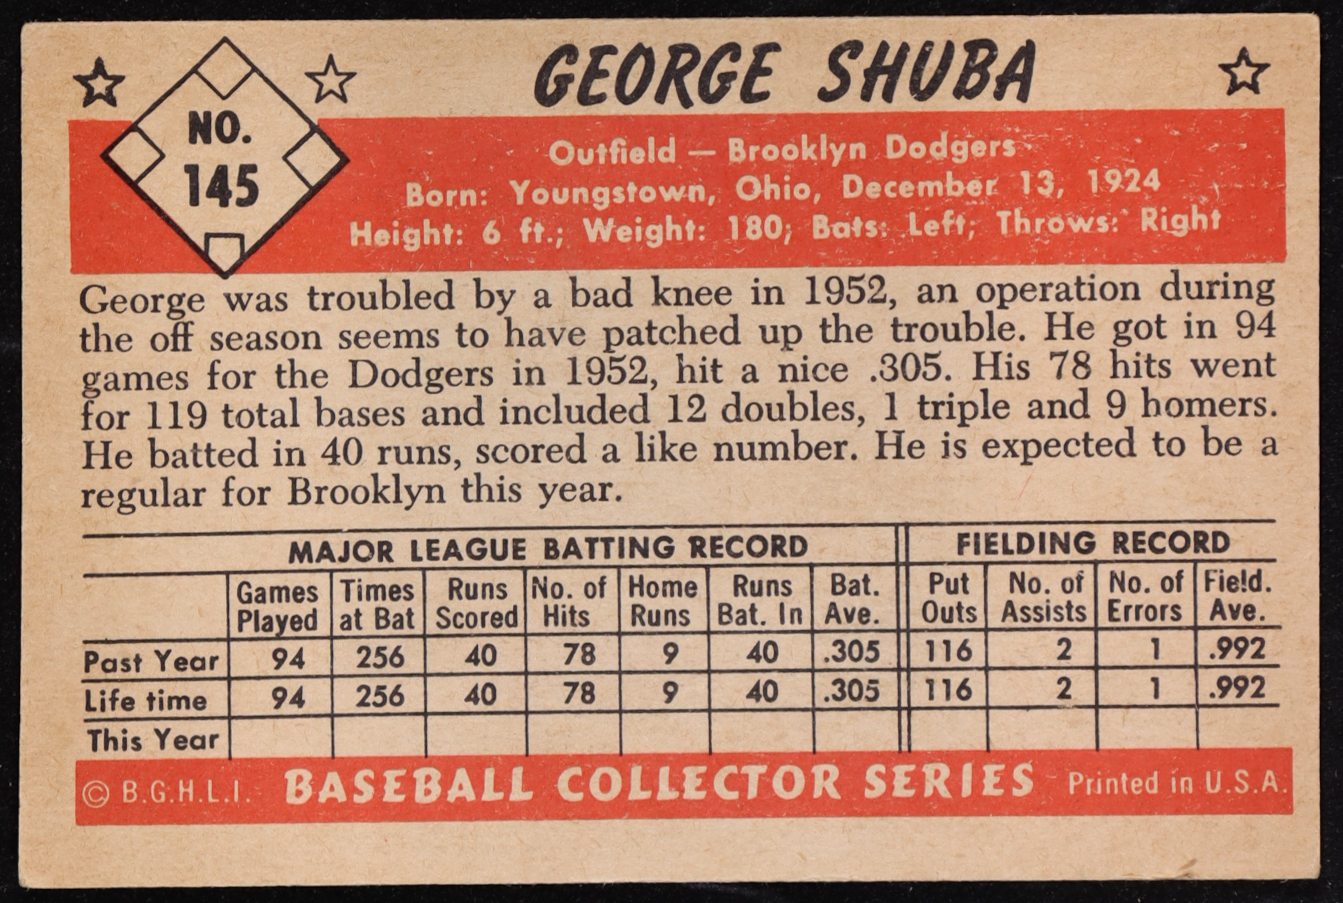 GEORGE SHUBA
NO.
145
Outfield — Brooklyn Dodgers
Born: Youngstown, Ohio, December 13, 1924
Height: 6 ft.; Weight: 180; Bats: Left; Throws: Right
George was troubled by a bad knee in 1952, an operation during
the off season seems to have patched up the trouble. He got in 94
games for the Dodgers in 1952, hit a nice .305. His 78 hits went
for 119 total bases and included 12 doubles, 1 triple and 9 homers.
He batted in 40 runs, scored a like number. He is expected to be a
regular for Brooklyn this year.
MAJOR LEAGUE BATTING RECORD FIELDING RECORD
Games Times Runs No. of Home Runs Bat. Put No. of No. of Field.
Played at Bat Scored Hits Runs Bat. In Ave. Outs Assists Errors Ave.
Past Year 94 256 40 78 9 40 .305 116 2 1 .992
Life time 94 256 40 78 9 40 .305 116 2 1 .992
This Year
© B.G.H.L.I. BASEBALL COLLECTOR SERIES Printed in U.S.A.